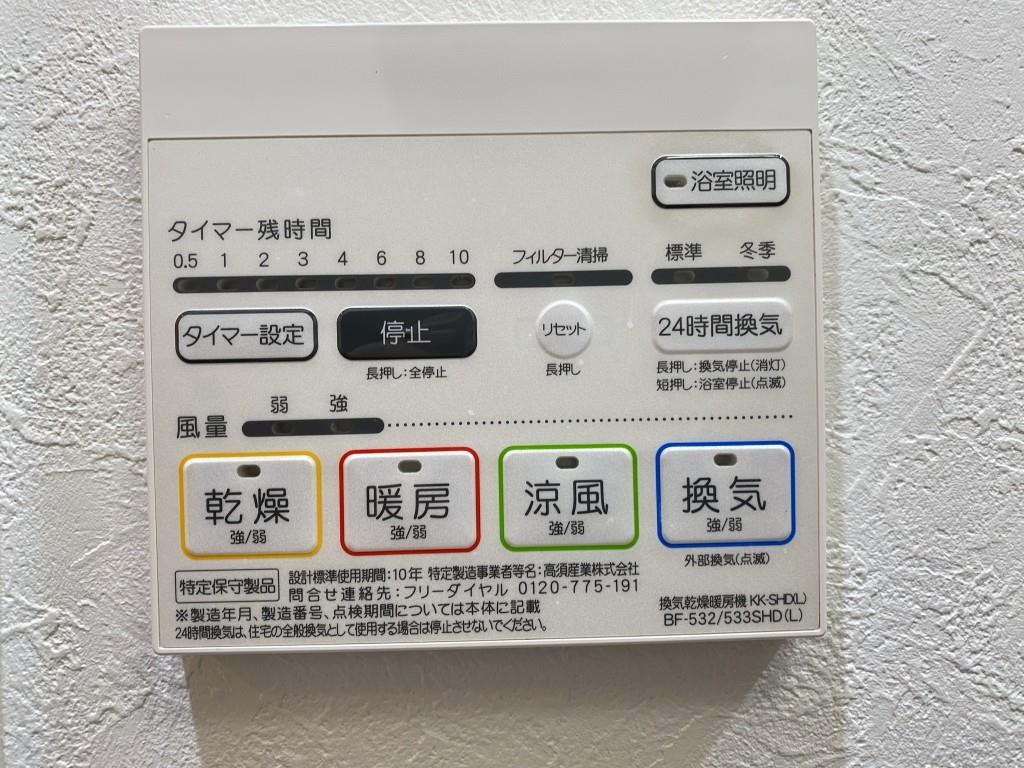 浴室照明
タイマー残時間
0.5 1 2 3 4 6 8 10
フィルター清掃
標準 冬季
タイマー設定
停止
長押し:全停止
リセット
長押し
24時間換気
長押し:換気停止(消灯)
短押し:浴室停止(点滅)
風量 弱 強
乾燥
強/弱
暖房
強/弱
涼風
強/弱
換気
強/弱
外部換気(点滅)
特定保守製品
設計標準使用期間:10年 特定製造事業者等名:高須産業株式会社
問合せ連絡先:フリーダイヤル 0120-775-191
※製造年月、製造番号、点検期間については本体に記載
24時間換気は、住宅の全般換気として使用する場合は停止させないでください。
換気乾燥暖房機 KK-SHD(L)
BF-532/533SHD(L)